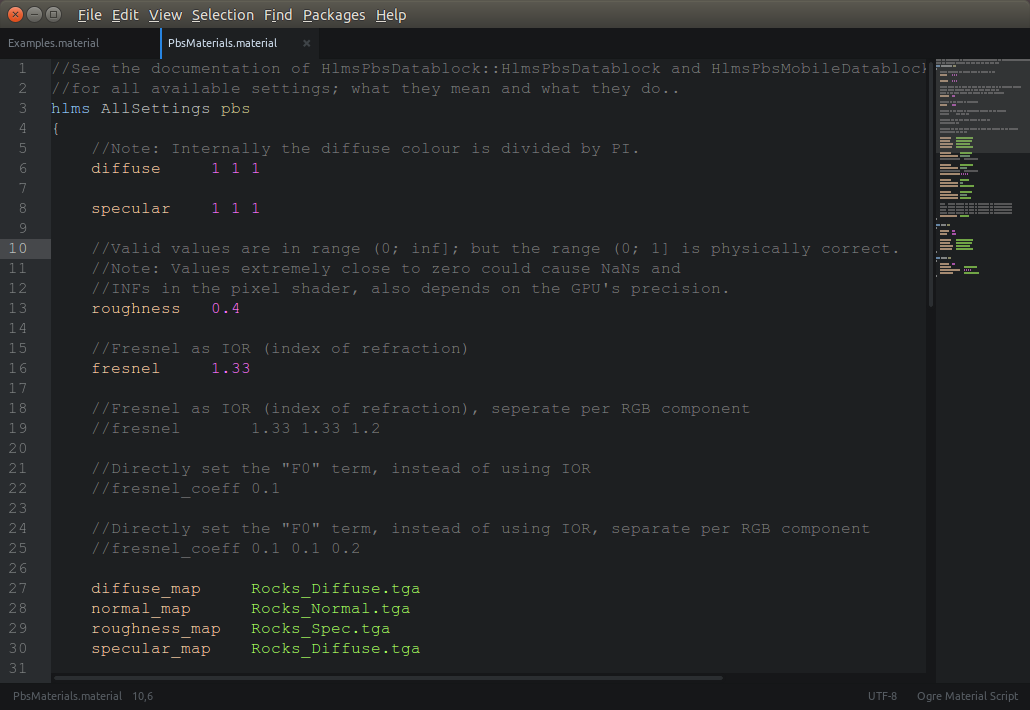 File Edit View Selection Find Packages Help
Examples.material PbsMaterials.material ×
1 //See the documentation of HlmsPbsDatablock::HlmsPbsDatablock and HlmsPbsMobileDatablock
2 //for all available settings; what they mean and what they do..
3 hlms AllSettings pbs
4 {
5 //Note: Internally the diffuse colour is divided by PI.
6 diffuse 1 1 1
7
8 specular 1 1 1
9
10 //Valid values are in range (0; inf]; but the range (0; 1] is physically correct.
11 //Note: Values extremely close to zero could cause NaNs and
12 //INFs in the pixel shader, also depends on the GPU's precision.
13 roughness 0.4
14
15 //Fresnel as IOR (index of refraction)
16 fresnel 1.33
17
18 //Fresnel as IOR (index of refraction), seperate per RGB component
19 //fresnel 1.33 1.33 1.2
20
21 //Directly set the "F0" term, instead of using IOR
22 //fresnel_coeff 0.1
23
24 //Directly set the "F0" term, instead of using IOR, separate per RGB component
25 //fresnel_coeff 0.1 0.1 0.2
26
27 diffuse_map Rocks_Diffuse.tga
28 normal_map Rocks_Normal.tga
29 roughness_map Rocks_Spec.tga
30 specular_map Rocks_Diffuse.tga
31
PbsMaterials.material 10,6 UTF-8 Ogre Material Script